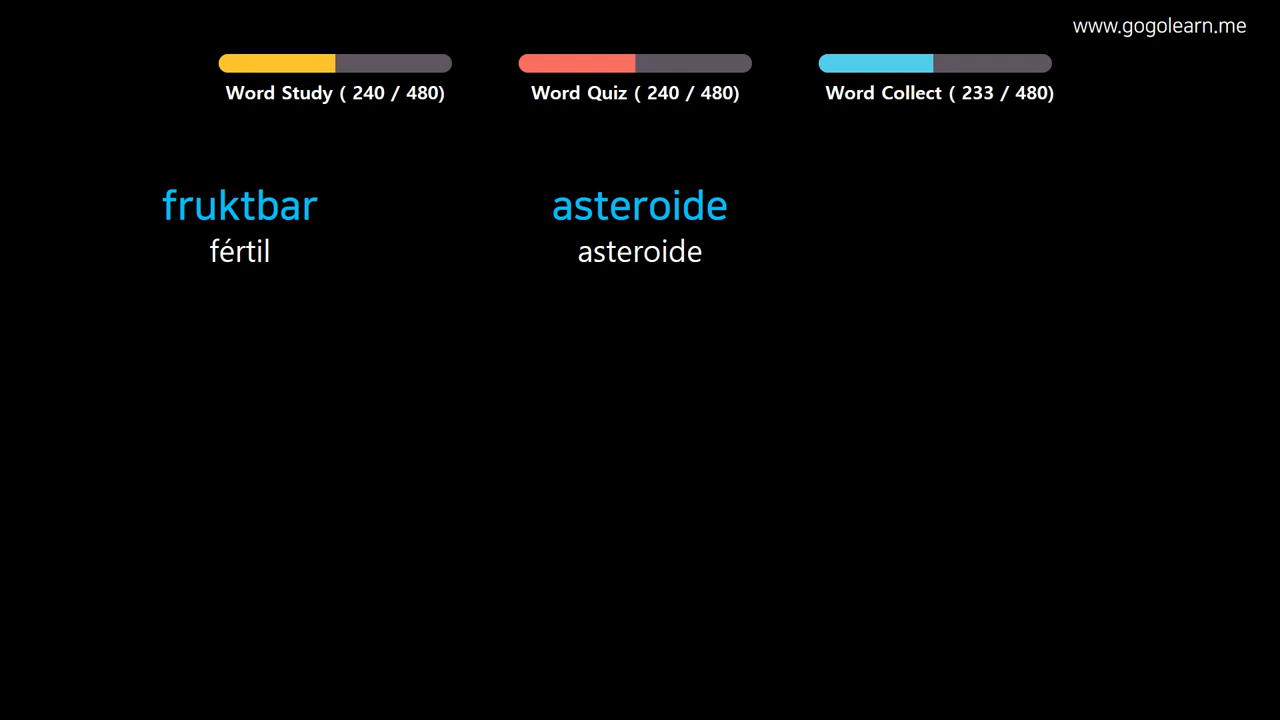 www.gogolearn.me
Word Study ( 240 / 480)
Word Quiz ( 240 / 480)
Word Collect ( 233 / 480)
fruktbar
fértil
asteroide
asteroide